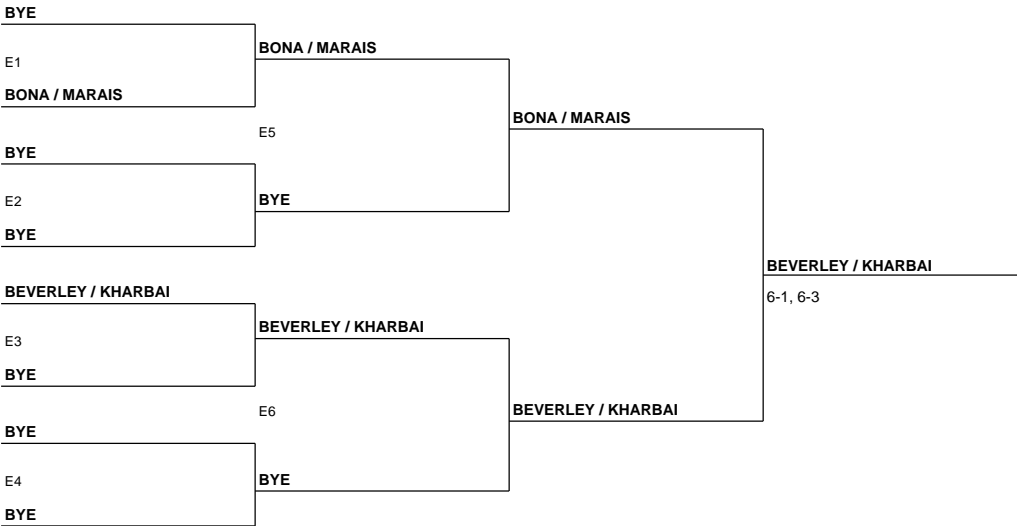 BYE
E1
BONA / MARAIS
BYE
E2
BYE
BEVERLEY / KHARBAI
E3
BYE
BYE
E4
BYE
BONA / MARAIS
E5
BYE
BEVERLEY / KHARBAI
E6
BYE
BONA / MARAIS
BEVERLEY / KHARBAI
BEVERLEY / KHARBAI
6-1, 6-3